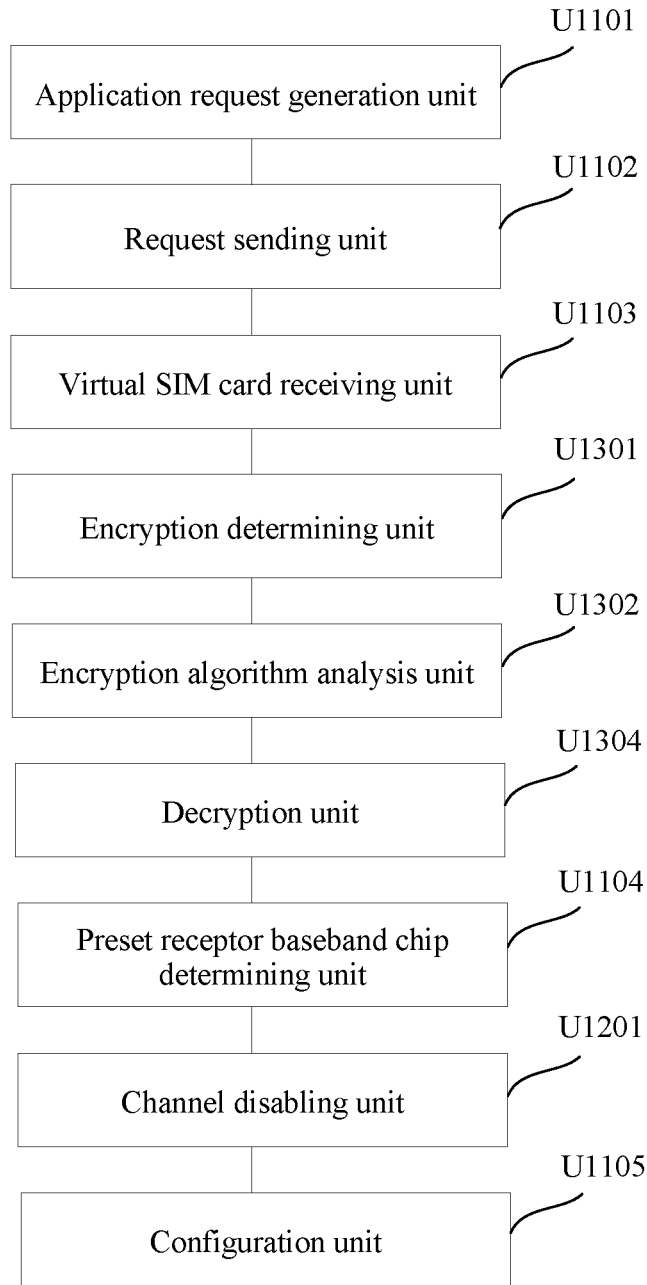 U1101
Application request generation unit
U1102
Request sending unit
U1103
Virtual SIM card receiving unit
U1301
Encryption determining unit
U1302
Encryption algorithm analysis unit
U1304
Decryption unit
U1104
Preset receptor baseband chip
determining unit
U1201
Channel disabling unit
U1105
Configuration unit